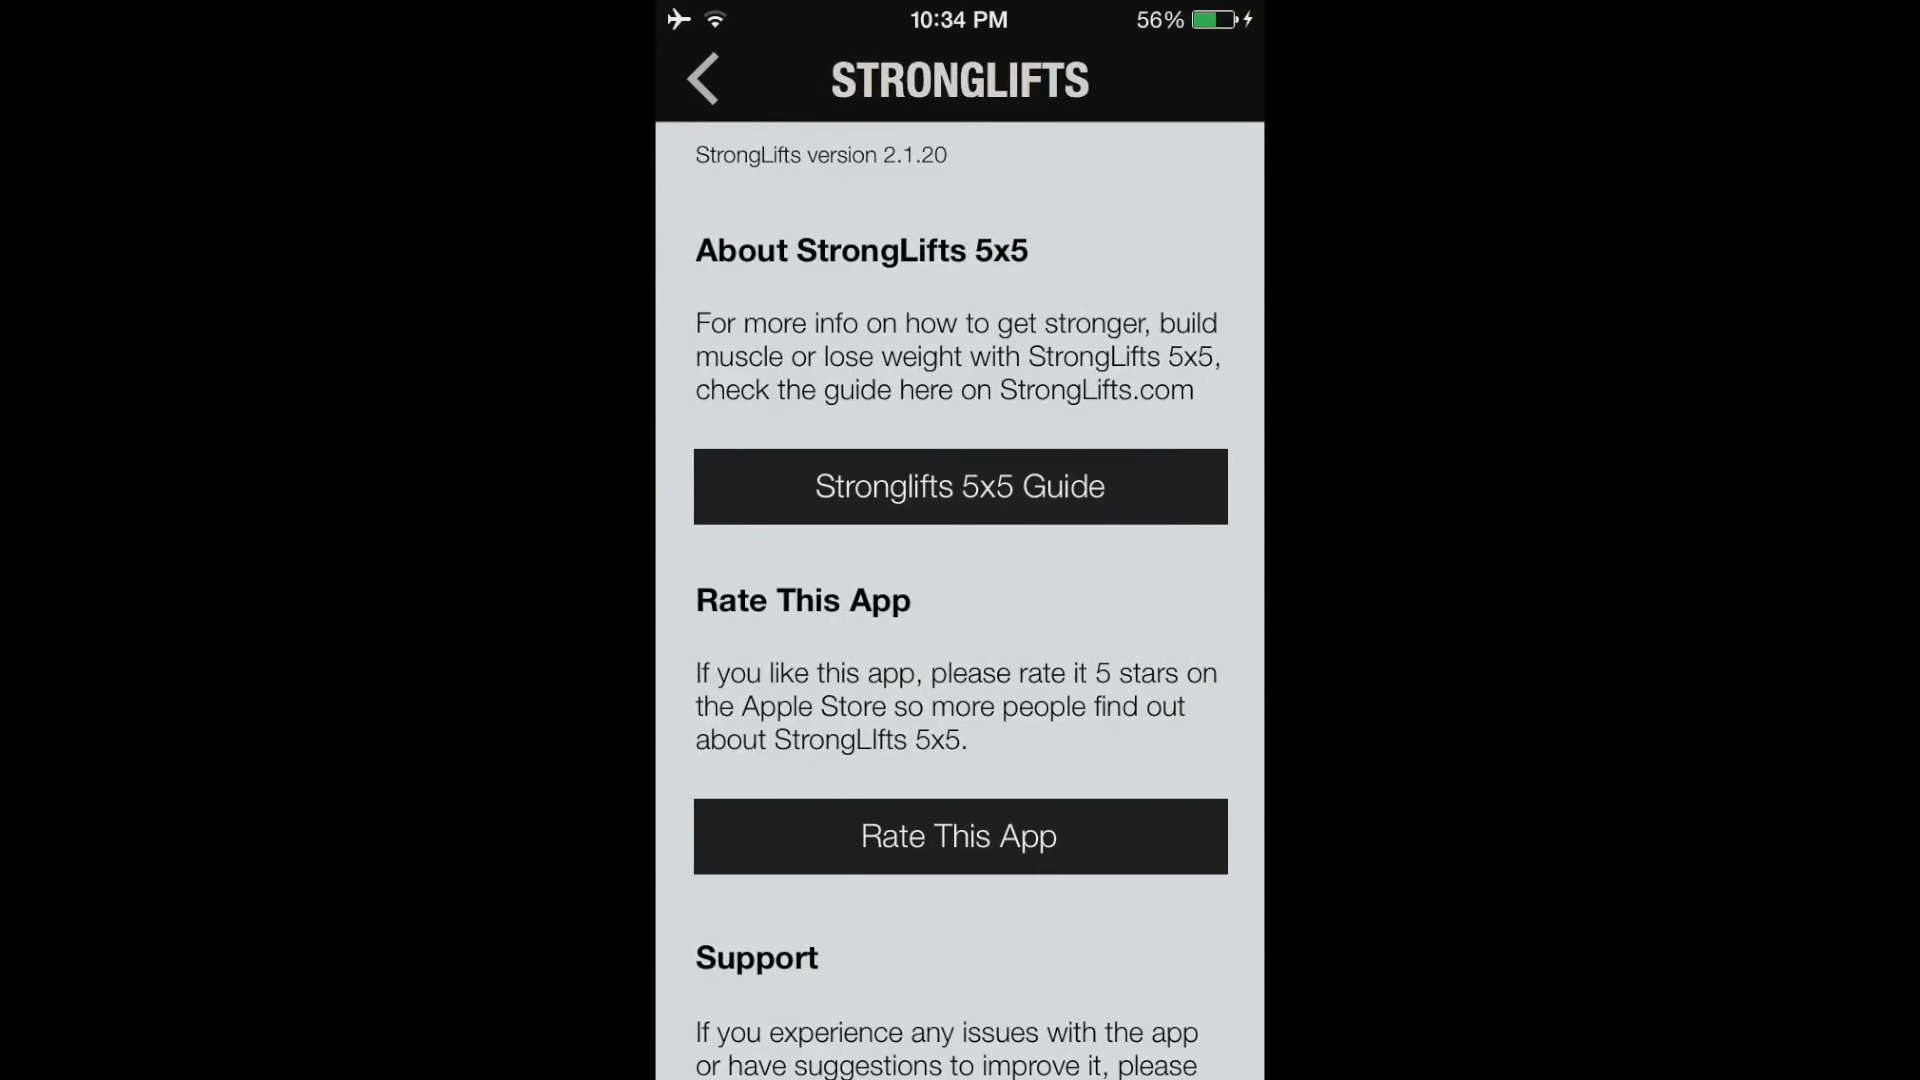 10:34 PM 56%
STRONGLIFTS
StrongLifts version 2.1.20
About StrongLifts 5x5
For more info on how to get stronger, build
muscle or lose weight with StrongLifts 5x5,
check the guide here on StrongLifts.com
Stronglifts 5x5 Guide
Rate This App
If you like this app, please rate it 5 stars on
the Apple Store so more people find out
about StrongLIfts 5x5.
Rate This App
Support
If you experience any issues with the app
or have suggestions to improve it, please